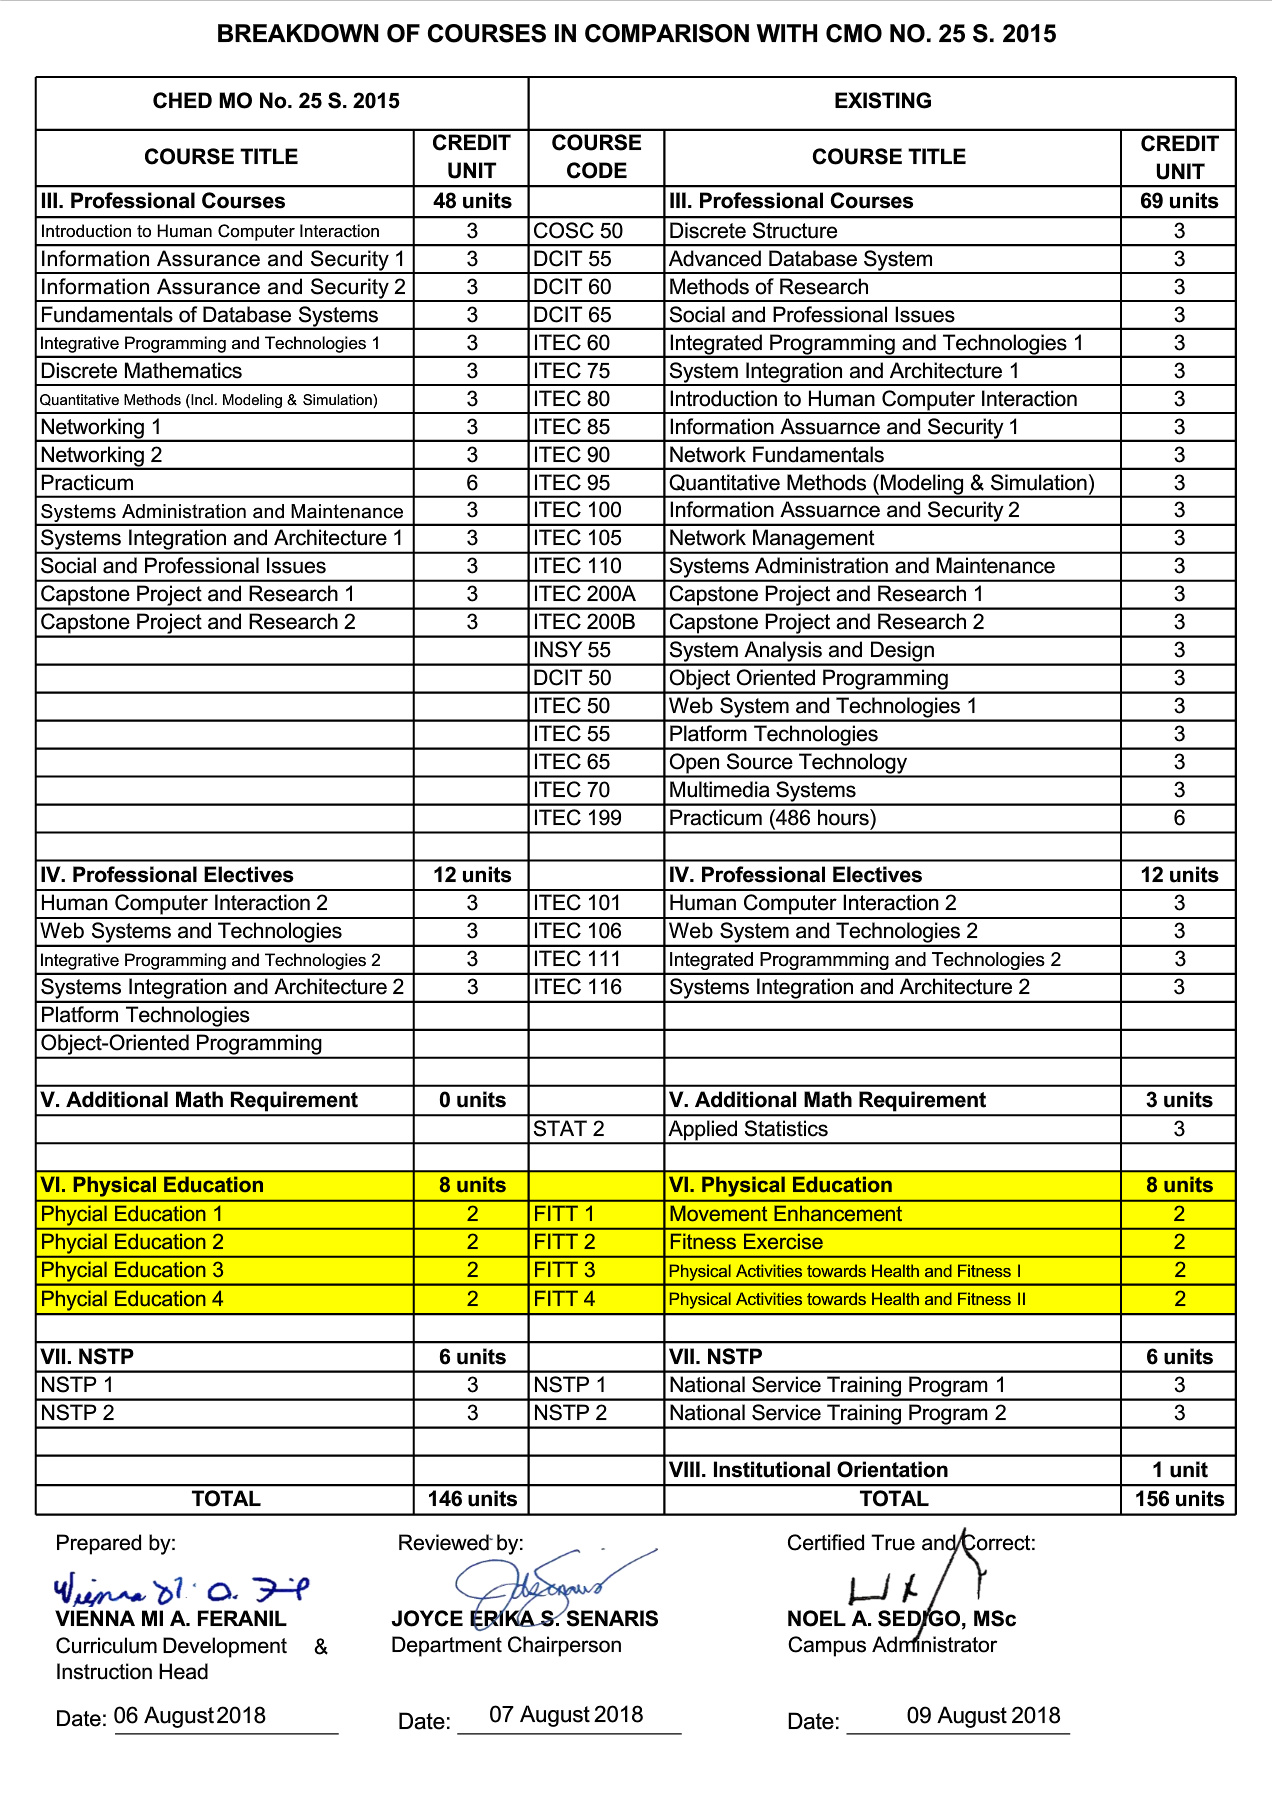 BREAKDOWN OF COURSES IN COMPARISON WITH CMO NO. 25 S. 2015
CHED MO No. 25 S. 2015 EXISTING
COURSE TITLE CREDIT UNIT COURSE CODE COURSE TITLE CREDIT UNIT
III. Professional Courses 48 units III. Professional Courses 69 units
Introduction to Human Computer Interaction 3 COSC 50 Discrete Structure 3
Information Assurance and Security 1 3 DCIT 55 Advanced Database System 3
Information Assurance and Security 2 3 DCIT 60 Methods of Research 3
Fundamentals of Database Systems 3 DCIT 65 Social and Professional Issues 3
Integrative Programming and Technologies 1 3 ITEC 60 Integrated Programming and Technologies 1 3
Discrete Mathematics 3 ITEC 75 System Integration and Architecture 1 3
Quantitative Methods (Incl. Modeling & Simulation) 3 ITEC 80 Introduction to Human Computer Interaction 3
Networking 1 3 ITEC 85 Information Assuarnce and Security 1 3
Networking 2 3 ITEC 90 Network Fundamentals 3
Practicum 6 ITEC 95 Quantitative Methods (Modeling & Simulation) 3
Systems Administration and Maintenance 3 ITEC 100 Information Assuarnce and Security 2 3
Systems Integration and Architecture 1 3 ITEC 105 Network Management 3
Social and Professional Issues 3 ITEC 110 Systems Administration and Maintenance 3
Capstone Project and Research 1 3 ITEC 200A Capstone Project and Research 1 3
Capstone Project and Research 2 3 ITEC 200B Capstone Project and Research 2 3
INSY 55 System Analysis and Design 3
DCIT 50 Object Oriented Programming 3
ITEC 50 Web System and Technologies 1 3
ITEC 55 Platform Technologies 3
ITEC 65 Open Source Technology 3
ITEC 70 Multimedia Systems 3
ITEC 199 Practicum (486 hours) 6
IV. Professional Electives 12 units IV. Professional Electives 12 units
Human Computer Interaction 2 3 ITEC 101 Human Computer Interaction 2 3
Web Systems and Technologies 3 ITEC 106 Web System and Technologies 2 3
Integrative Programming and Technologies 2 3 ITEC 111 Integrated Programmming and Technologies 2 3
Systems Integration and Architecture 2 3 ITEC 116 Systems Integration and Architecture 2 3
Platform Technologies
Object-Oriented Programming
V. Additional Math Requirement 0 units V. Additional Math Requirement 3 units
STAT 2 Applied Statistics 3
VI. Physical Education 8 units VI. Physical Education 8 units
Phycial Education 1 2 FITT 1 Movement Enhancement 2
Phycial Education 2 2 FITT 2 Fitness Exercise 2
Phycial Education 3 2 FITT 3 Physical Activities towards Health and Fitness I 2
Phycial Education 4 2 FITT 4 Physical Activities towards Health and Fitness II 2
VII. NSTP 6 units VII. NSTP 6 units
NSTP 1 3 NSTP 1 National Service Training Program 1 3
NSTP 2 3 NSTP 2 National Service Training Program 2 3
VIII. Institutional Orientation 1 unit
TOTAL 146 units TOTAL 156 units
Prepared by: Reviewed by: Certified True and Correct:
VIENNA MI A. FERANIL JOYCE ERIKA S. SENARIS NOEL A. SEDIGO, MSc
Curriculum Development & Department Chairperson Campus Administrator
Instruction Head
Date: 06 August 2018 Date: 07 August 2018 Date: 09 August 2018